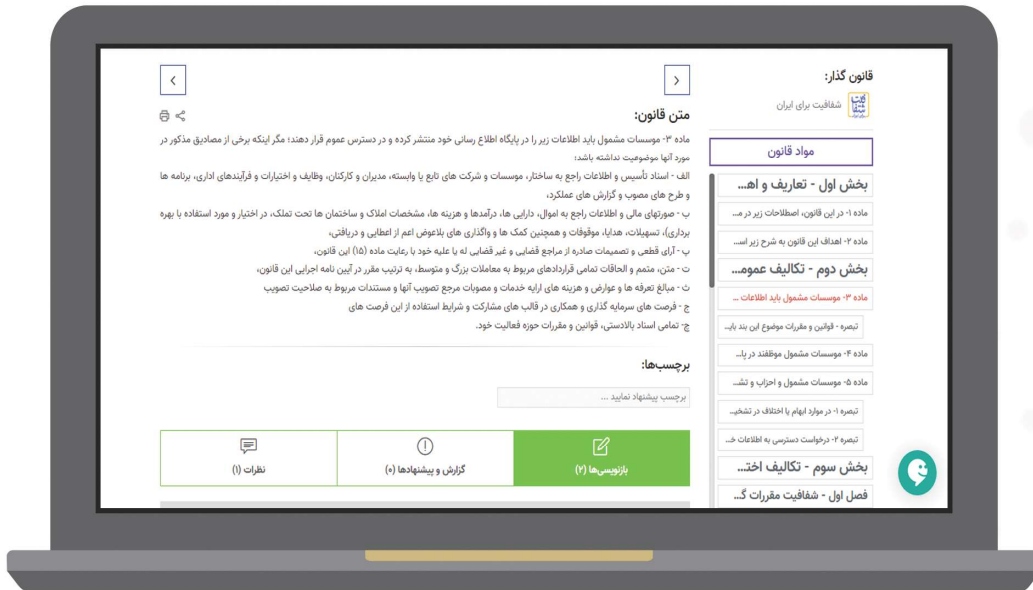 قانون گذار:
شفافیت برای ایران
مواد قانون
بخش اول - تعاریف و اهـ...
ماده ۱- در این قانون، اصطلاحات زیر در مـ...
ماده ۲- اهداف این قانون به شرح زیر اسـ...
بخش دوم - تکالیف عمومـ...
ماده ۳- موسسات مشمول باید اطلاعات ...
تبصره - قوانین و مقررات موضوع این بند بایـ...
ماده ۴- موسسات مشمول موظفند در پا...
ماده ۵- موسسات مشمول و احزاب و تشـ...
تبصره ۱- در موارد ابهام یا اختلاف در تشخیـ...
تبصره ۲- درخواست دسترسی به اطلاعات خـ...
بخش سوم - تکالیف اختـ...
فصل اول - شفافیت مقررات گـ...
متن قانون:
ماده ۳- موسسات مشمول باید اطلاعات زیر را در پایگاه اطلاع رسانی خود منتشر کرده و در دسترس عموم قرار دهند؛ مگر اینکه برخی از مصادیق مذکور در
مورد آنها موضوعیت نداشته باشد:
الف - اسناد تأسیس و اطلاعات راجع به ساختار، موسسات و شرکت های تابع یا وابسته، مدیران و کارکنان، وظایف و اختیارات و فرآیندهای اداری، برنامه ها
و طرح های مصوب و گزارش های عملکرد،
ب - صورتهای مالی و اطلاعات راجع به اموال، دارایی ها، درآمدها و هزینه ها، مشخصات املاک و ساختمان ها تحت تملک، در اختیار و مورد استفاده با بهره
برداری)، تسهیلات، هدایا، موقوفات و همچنین کمک ها و واگذاری های بلاعوض اعم از اعطایی و دریافتی،
پ - آرای قطعی و تصمیمات صادره از مراجع قضایی و غیر قضایی له یا علیه خود با رعایت ماده (۱۵) این قانون،
ت - متن، متمم و الحاقات تمامی قراردادهای مربوط به معاملات بزرگ و متوسط، به ترتیب مقرر در آیین نامه اجرایی این قانون،
ث - مبالغ تعرفه ها و عوارض و هزینه های ارایه خدمات و مصوبات مرجع تصویب آنها و مستندات مربوط به صلاحیت تصویب
ج - فرصت های سرمایه گذاری و همکاری در قالب های مشارکت و شرایط استفاده از این فرصت های
چ- تمامی اسناد بالادستی، قوانین و مقررات حوزه فعالیت خود.
برچسب‌ها:
برچسب پیشنهاد نمایید ...
بازنویسی‌ها (۲)
گزارش و پیشنهادها (۰)
نظرات (۱)